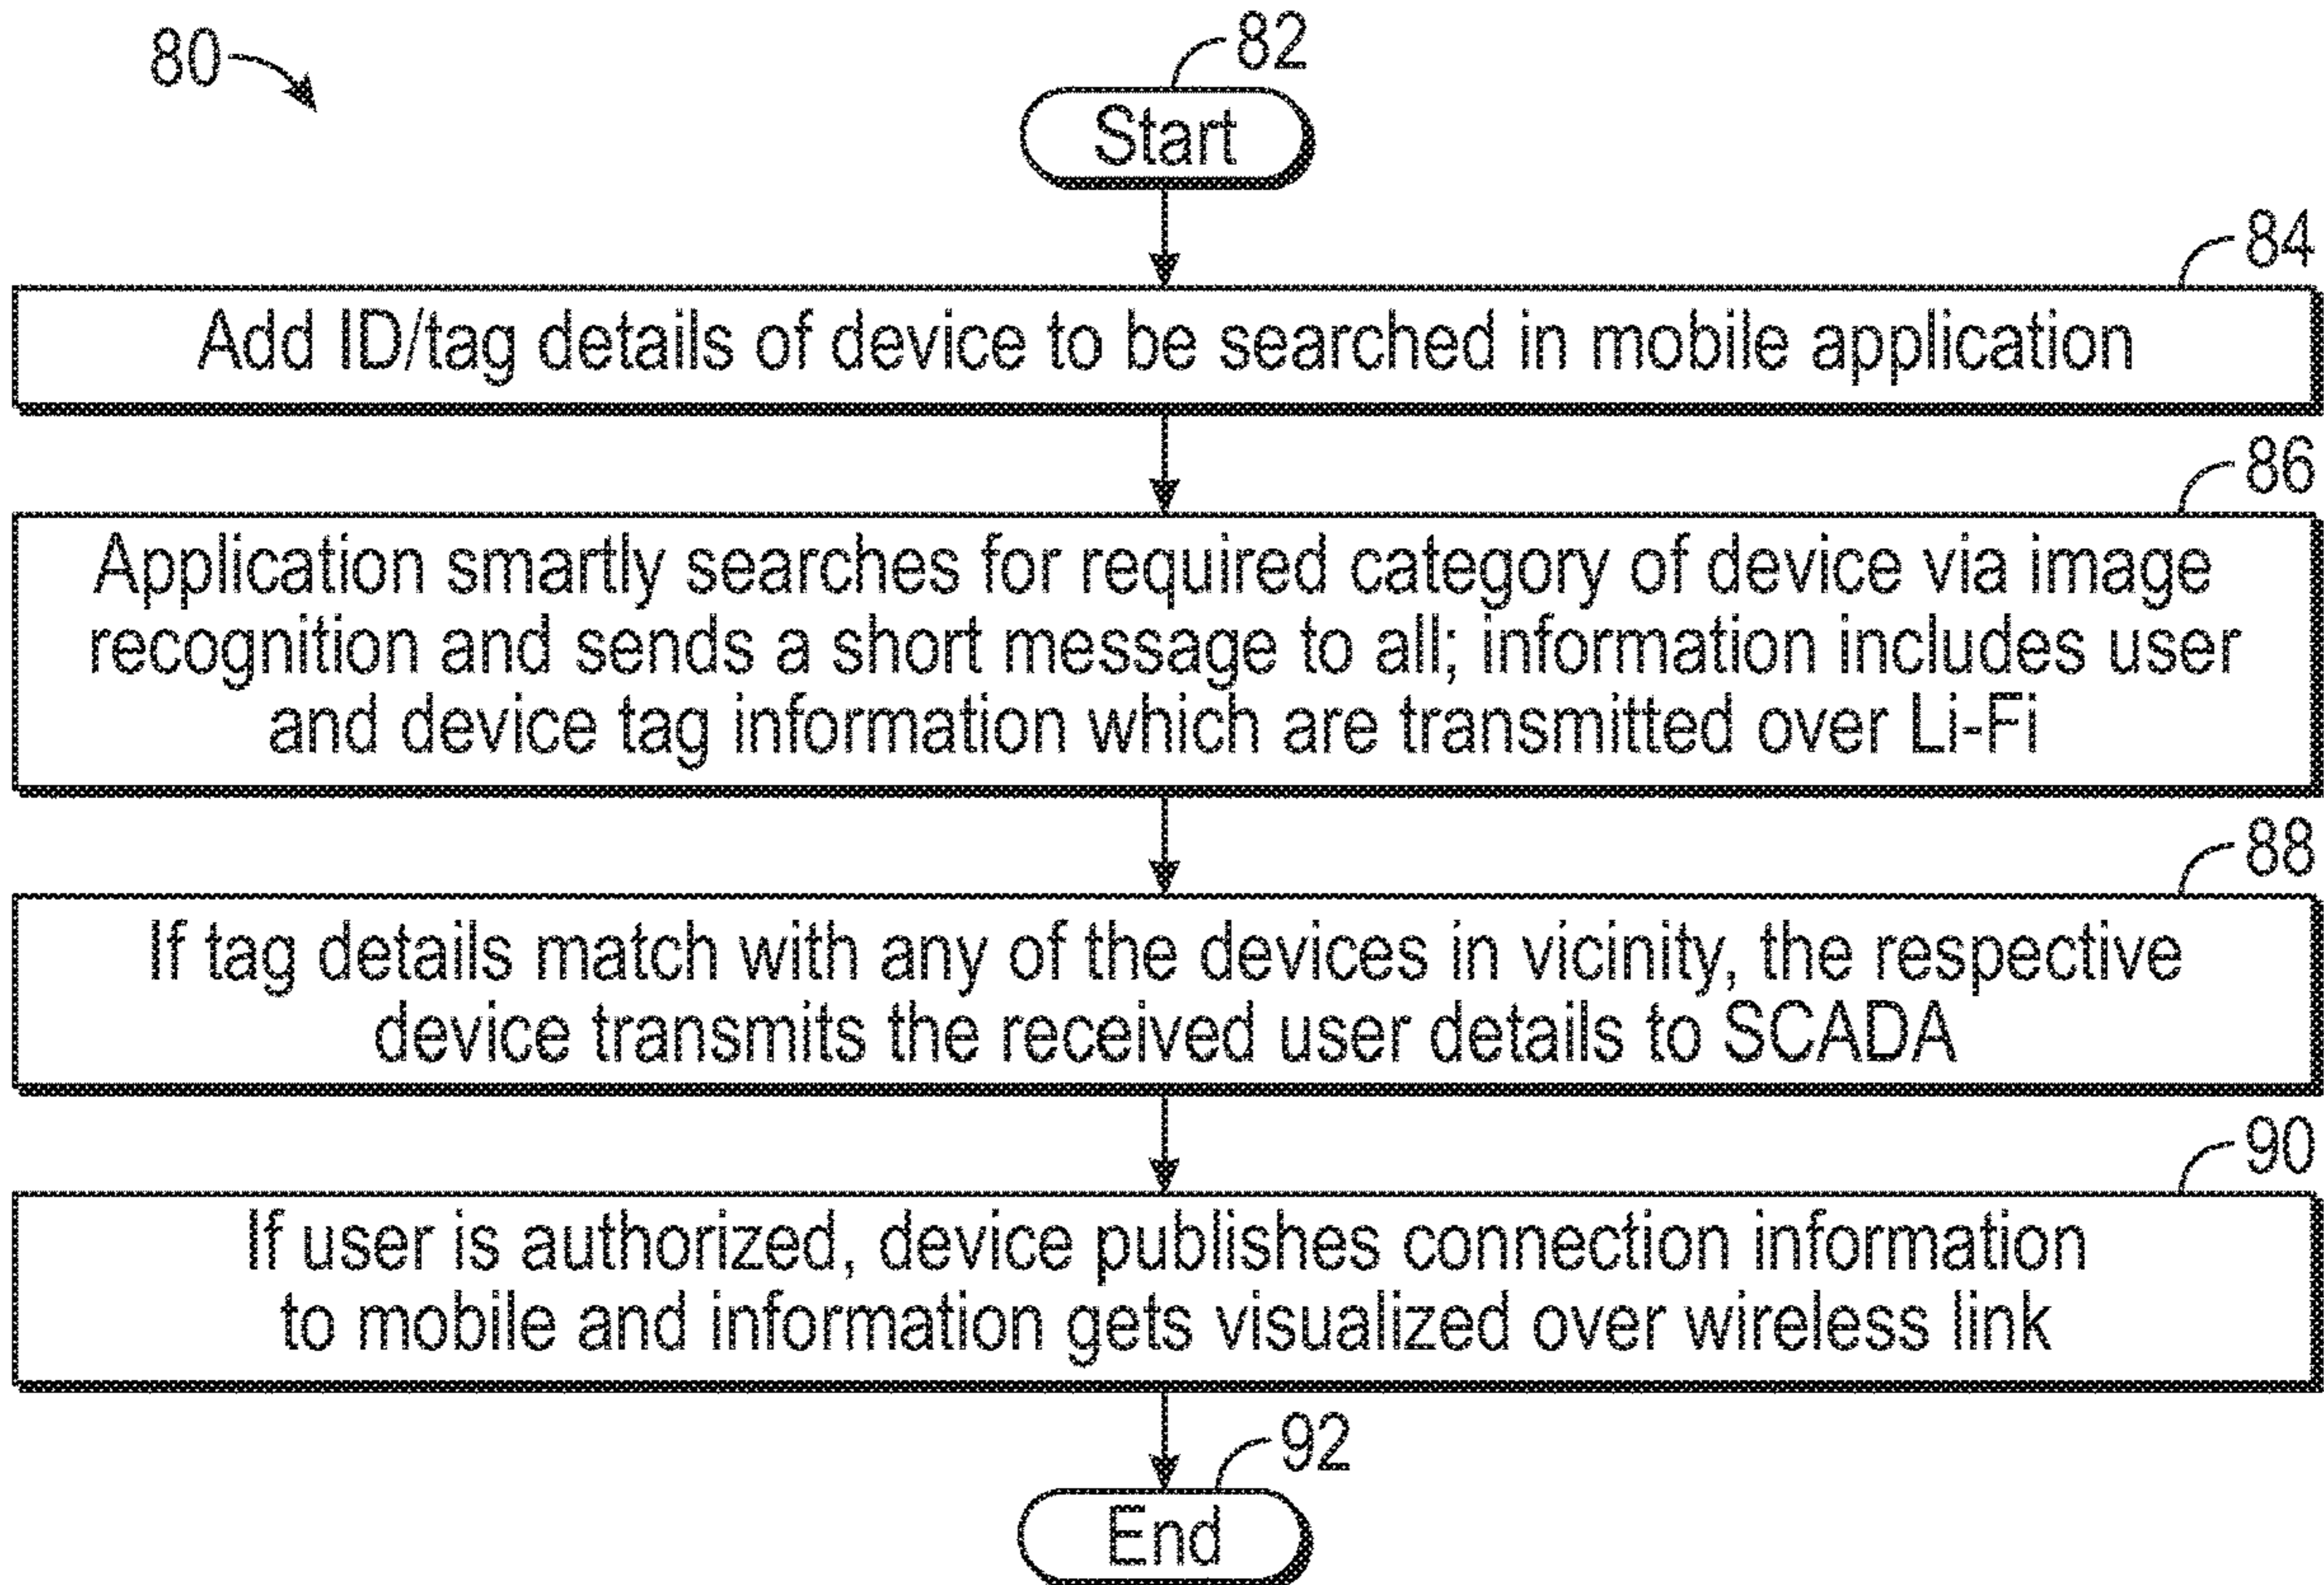 80
82
Start
84
Add ID/tag details of device to be searched in mobile application
86
Application smartly searches for required category of device via image
recognition and sends a short message to all; information includes user
and device tag information which are transmitted over Li-Fi
88
If tag details match with any of the devices in vicinity, the respective
device transmits the received user details to SCADA
90
If user is authorized, device publishes connection information
to mobile and information gets visualized over wireless link
92
End